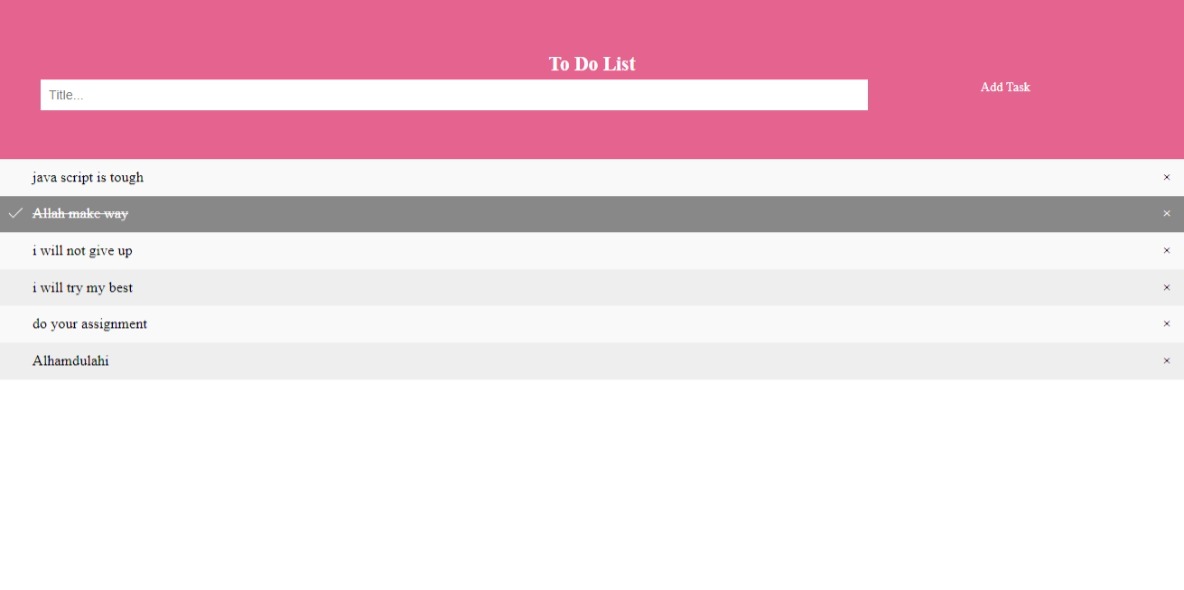 To Do List
Title...
Add Task
java script is tough ×
Allah make way ×
i will not give up ×
i will try my best ×
do your assignment ×
Alhamdulahi ×